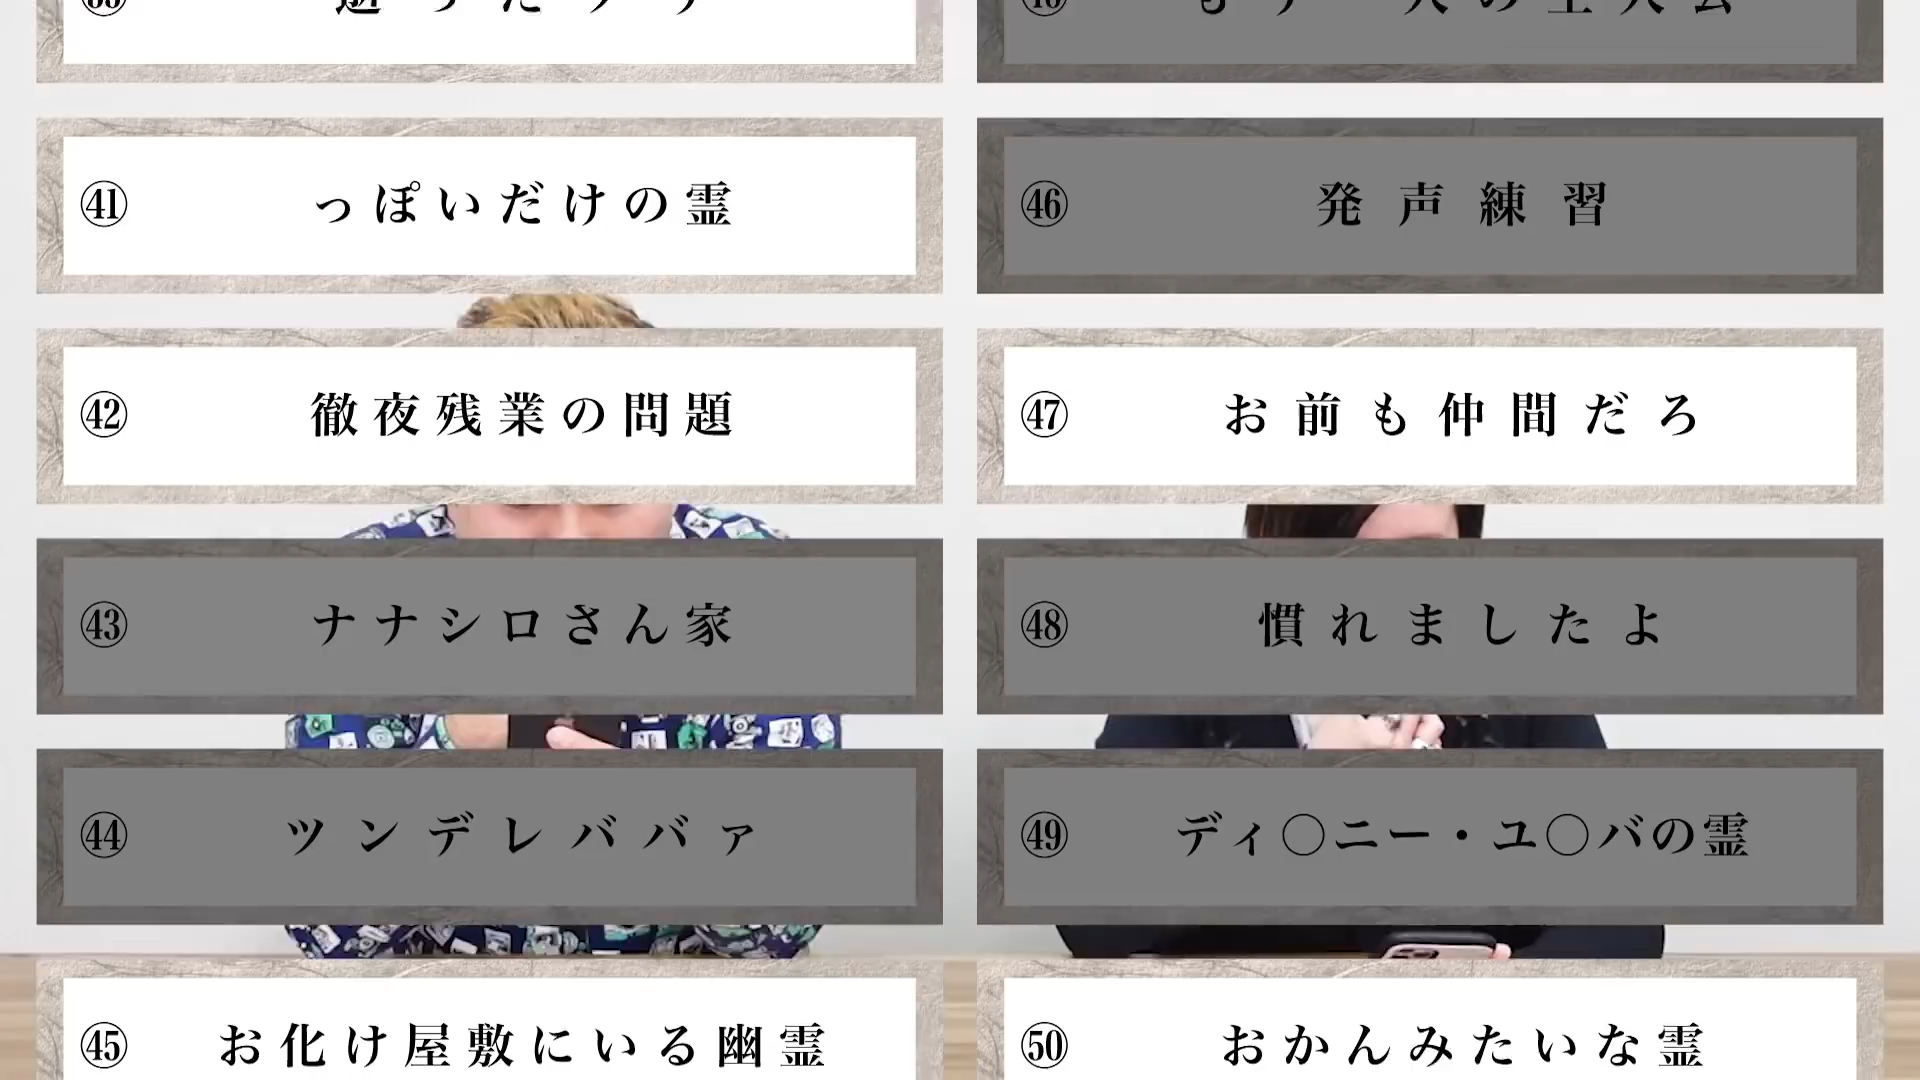 ㊶ っぽいだけの霊
㊷ 徹夜残業の問題
㊸ ナナシロさん家
㊹ ツンデレババァ
㊺ お化け屋敷にいる幽霊
㊻ 発声練習
㊼ お前も仲間だろ
㊽ 慣れましたよ
㊾ ディ〇ニー・ユ〇バの霊
㊿ おかんみたいな霊